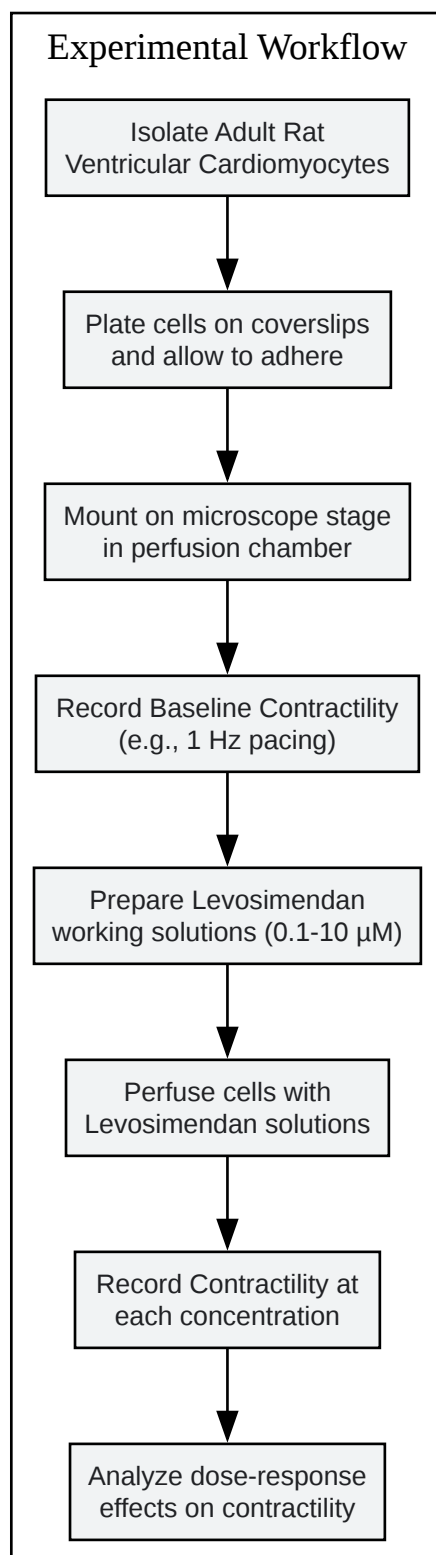 Experimental Workflow
Isolate Adult Rat
Ventricular Cardiomyocytes
Plate cells on coverslips
and allow to adhere
Mount on microscope stage
in perfusion chamber
Record Baseline Contractility
(e.g., 1 Hz pacing)
Prepare Levosimendan
working solutions (0.1-10 µM)
Perfuse cells with
Levosimendan solutions
Record Contractility at
each concentration
Analyze dose-response
effects on contractility